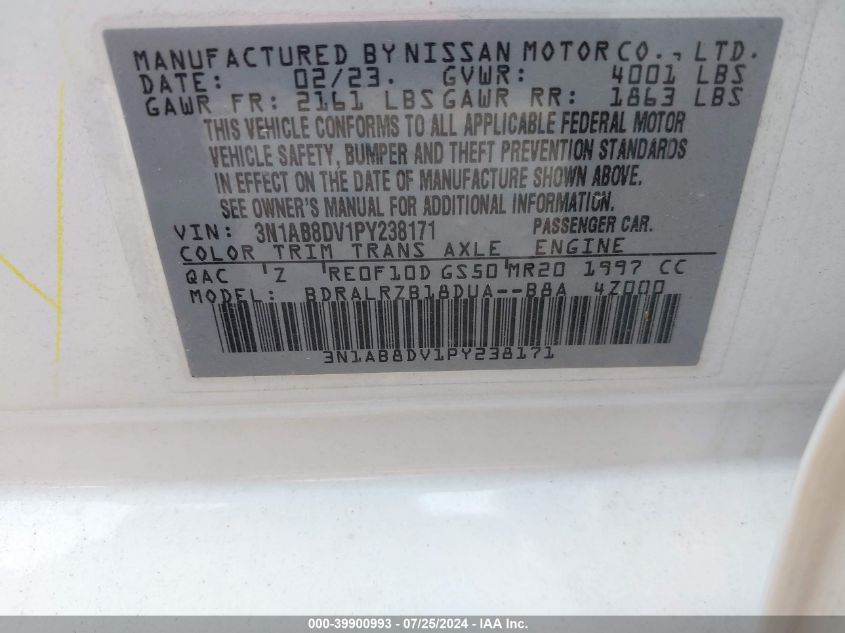 MANUFACTURED BY NISSAN MOTOR CO., LTD.
DATE: 02/23. GVWR: 4001 LBS
GAWR FR: 2161 LBS GAWR RR: 1863 LBS
THIS VEHICLE CONFORMS TO ALL APPLICABLE FEDERAL MOTOR
VEHICLE SAFETY, BUMPER AND THEFT PREVENTION STANDARDS
IN EFFECT ON THE DATE OF MANUFACTURE SHOWN ABOVE.
SEE OWNER'S MANUAL FOR ADDITIONAL INFORMATION.
VIN: 3N1AB8DV1PY238171 PASSENGER CAR.
COLOR TRIM TRANS AXLE ENGINE
QAC 'Z 'RE0F10D GS50'MR20 1997 CC
MODEL: BDRALRZB18DUA--B8A 4Z000
3N1AB8DV1PY238171
000-39900993 - 07/25/2024 - IAA Inc.